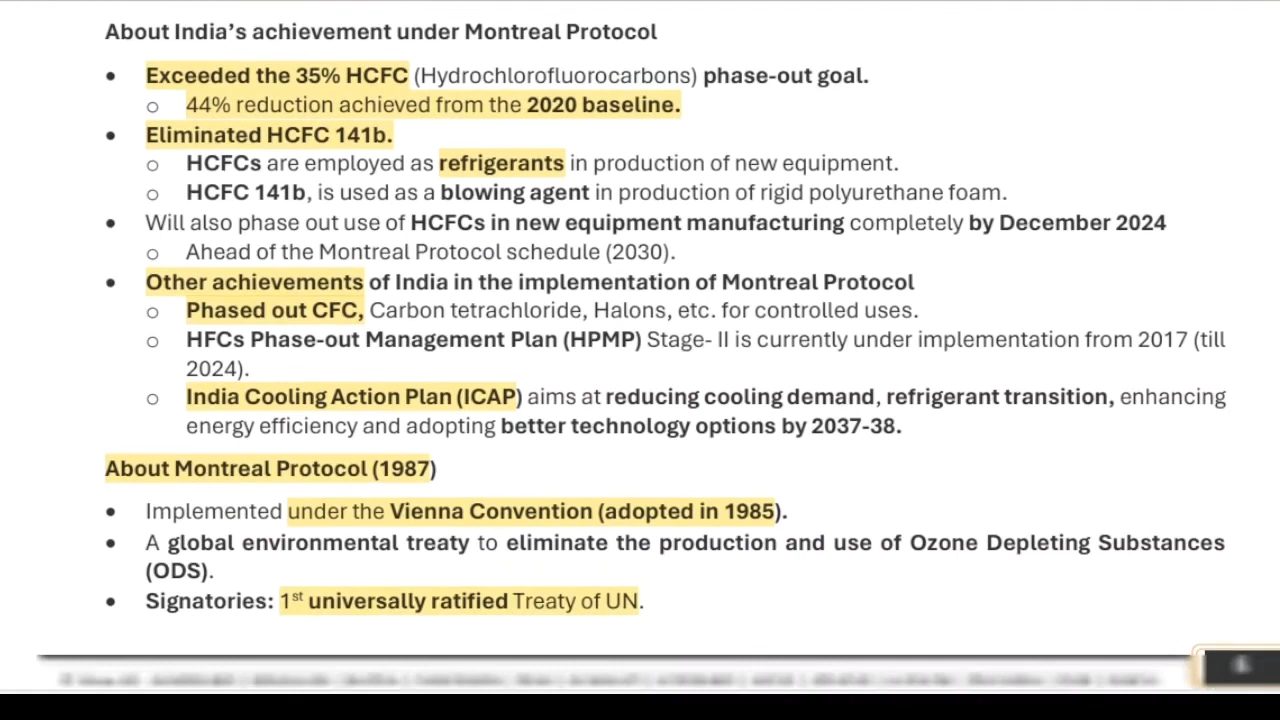 About India’s achievement under Montreal Protocol
• Exceeded the 35% HCFC (Hydrochlorofluorocarbons) phase-out goal.
o 44% reduction achieved from the 2020 baseline.
• Eliminated HCFC 141b.
o HCFCs are employed as refrigerants in production of new equipment.
o HCFC 141b, is used as a blowing agent in production of rigid polyurethane foam.
• Will also phase out use of HCFCs in new equipment manufacturing completely by December 2024
o Ahead of the Montreal Protocol schedule (2030).
• Other achievements of India in the implementation of Montreal Protocol
o Phased out CFC, Carbon tetrachloride, Halons, etc. for controlled uses.
o HFCs Phase-out Management Plan (HPMP) Stage- II is currently under implementation from 2017 (till
2024).
o India Cooling Action Plan (ICAP) aims at reducing cooling demand, refrigerant transition, enhancing
energy efficiency and adopting better technology options by 2037-38.
About Montreal Protocol (1987)
• Implemented under the Vienna Convention (adopted in 1985).
• A global environmental treaty to eliminate the production and use of Ozone Depleting Substances
(ODS).
• Signatories: 1st universally ratified Treaty of UN.